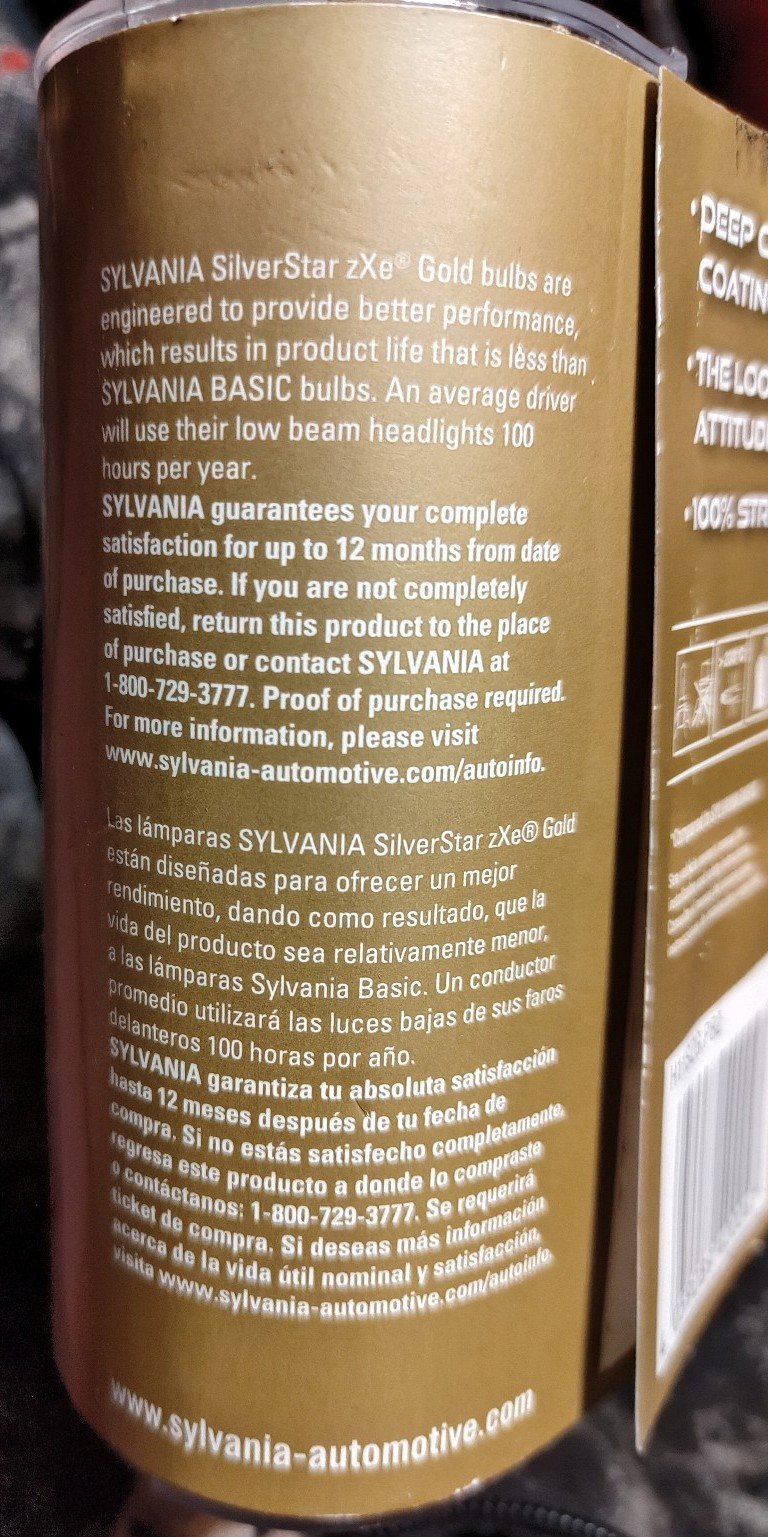 SYLVANIA SilverStar zXe® Gold bulbs are
engineered to provide better performance,
which results in product life that is less than
SYLVANIA BASIC bulbs. An average driver
will use their low beam headlights 100
hours per year.
SYLVANIA guarantees your complete
satisfaction for up to 12 months from date
of purchase. If you are not completely
satisfied, return this product to the place
of purchase or contact SYLVANIA at
1-800-729-3777. Proof of purchase required.
For more information, please visit
www.sylvania-automotive.com/autoinfo.
Las lámparas SYLVANIA SilverStar zXe® Gold
están diseñadas para ofrecer un mejor
rendimiento, dando como resultado, que la
vida del producto sea relativamente menor,
a las lámparas Sylvania Basic. Un conductor
promedio utilizará las luces bajas de sus faros
delanteros 100 horas por año.
SYLVANIA garantiza tu absoluta satisfacción
hasta 12 meses después de tu fecha de
compra. Si no estás satisfecho completamente,
regresa este producto a donde lo compraste
o contáctanos: 1-800-729-3777. Se requerirá
ticket de compra. Si deseas más información
acerca de la vida útil nominal y satisfacción,
visita www.sylvania-automotive.com/autoinfo.
www.sylvania-automotive.com
•DEEP
COATIN
•THE LOO
ATTITUD
•100% STR